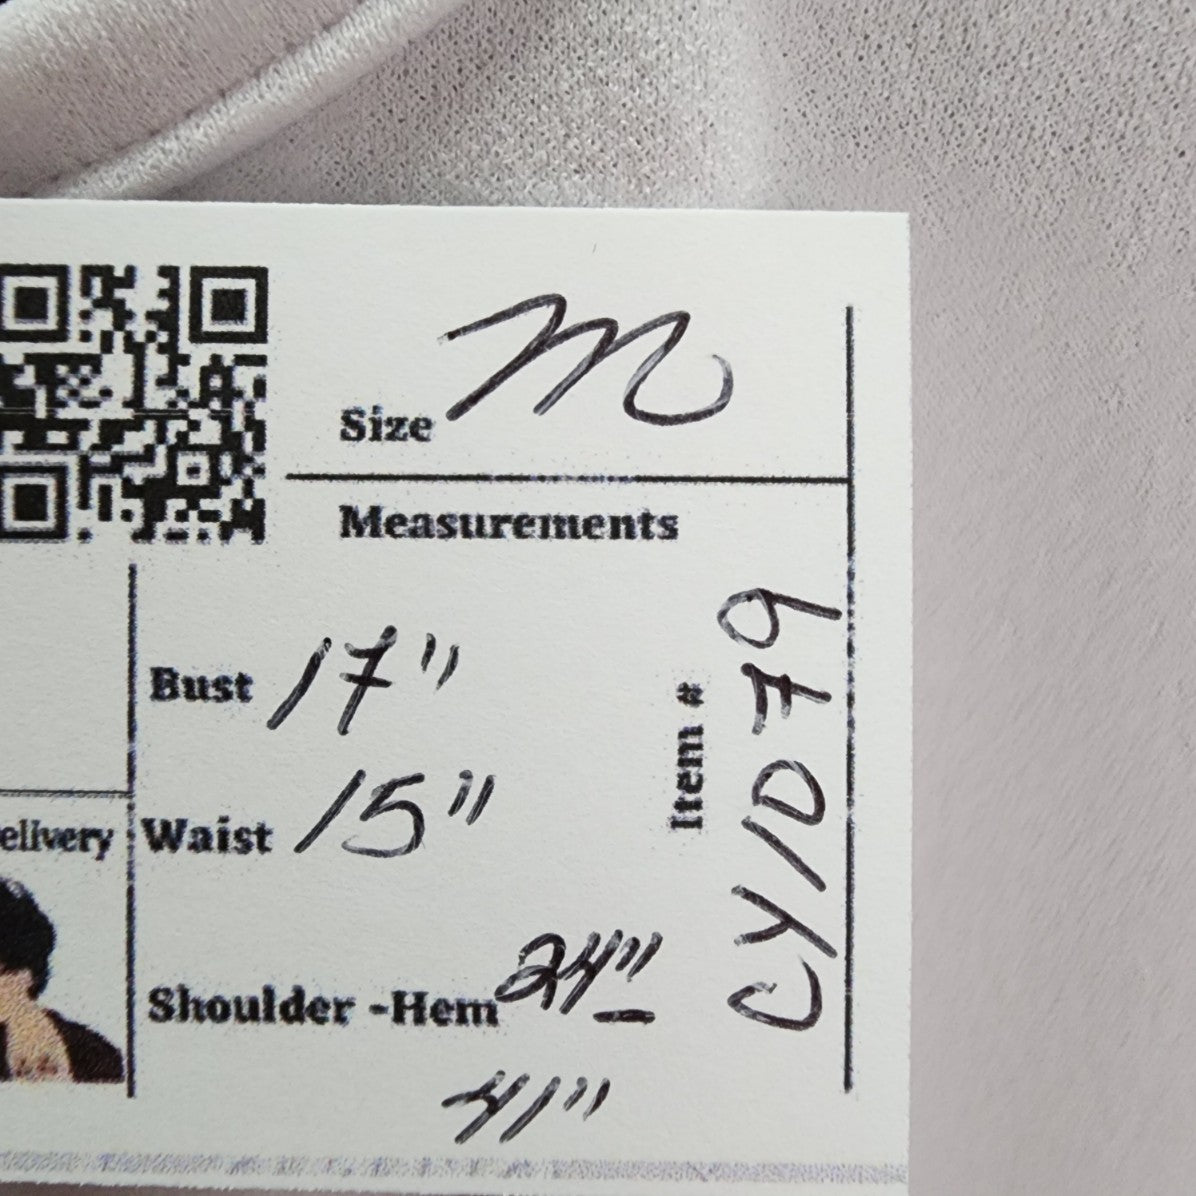 Size M
Measurements
Bust 17"
Waist 15"
Shoulder -Hem 24" -
41"
Item #
CY1079
elivery